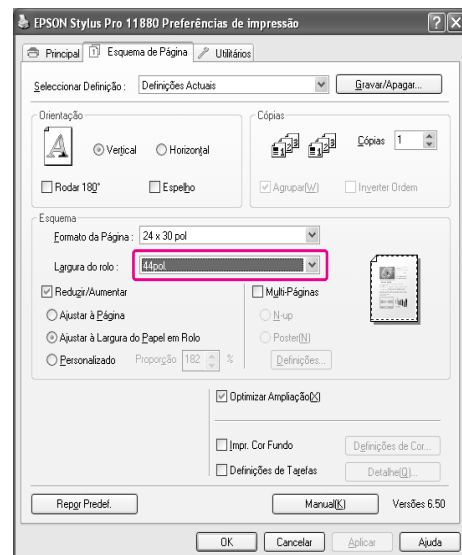 EPSON Stylus Pro 11880 Preferências de impressão
Principal Esquema de Página Utilitários
Seleccionar Definição : Definições Actuais Gravar/Apagar...
Orientação
Vertical Horizontal
Rodar 180° Espelho
Cópias
Cópias 1
Agrupar(W) Inverter Ordem
Esquema
Formato da Página : 24 x 30 pol
Largura do rolo : 44pol.
Reduzir/Aumentar
Ajustar à Página
Ajustar à Largura do Papel em Rolo
Personalizado Proporção 182 %
Multi-Páginas
N-up
Poster(N)
Definições...
Optimizar Ampliação(X)
Impr. Cor Fundo Definições de Cor...
Definições de Tarefas Detalhe(Q)...
Repor Predef. Manual(K) Versões 6.50
OK Cancelar Aplicar Ajuda